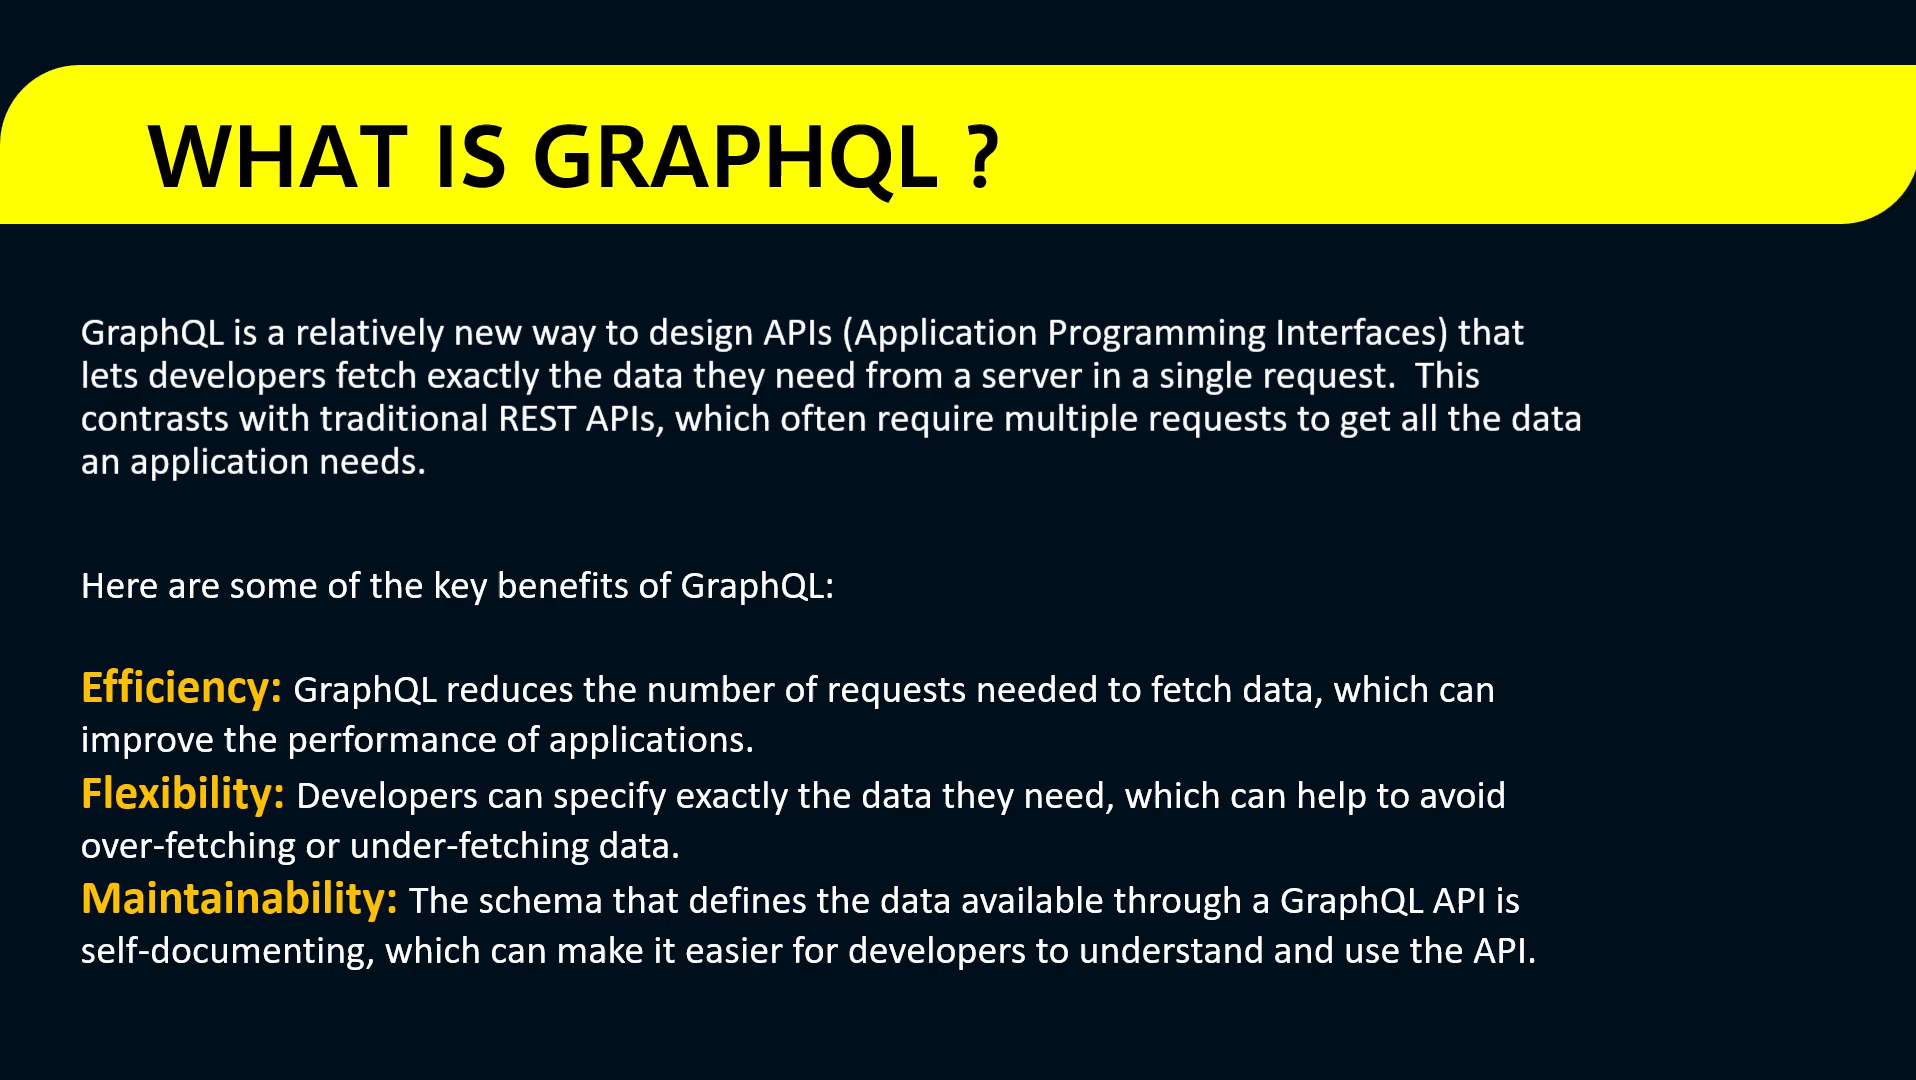 WHAT IS GRAPHQL ?
GraphQL is a relatively new way to design APIs (Application Programming Interfaces) that
lets developers fetch exactly the data they need from a server in a single request.  This
contrasts with traditional REST APIs, which often require multiple requests to get all the data
an application needs.
Here are some of the key benefits of GraphQL:
Efficiency: GraphQL reduces the number of requests needed to fetch data, which can
improve the performance of applications.
Flexibility: Developers can specify exactly the data they need, which can help to avoid
over-fetching or under-fetching data.
Maintainability: The schema that defines the data available through a GraphQL API is
self-documenting, which can make it easier for developers to understand and use the API.